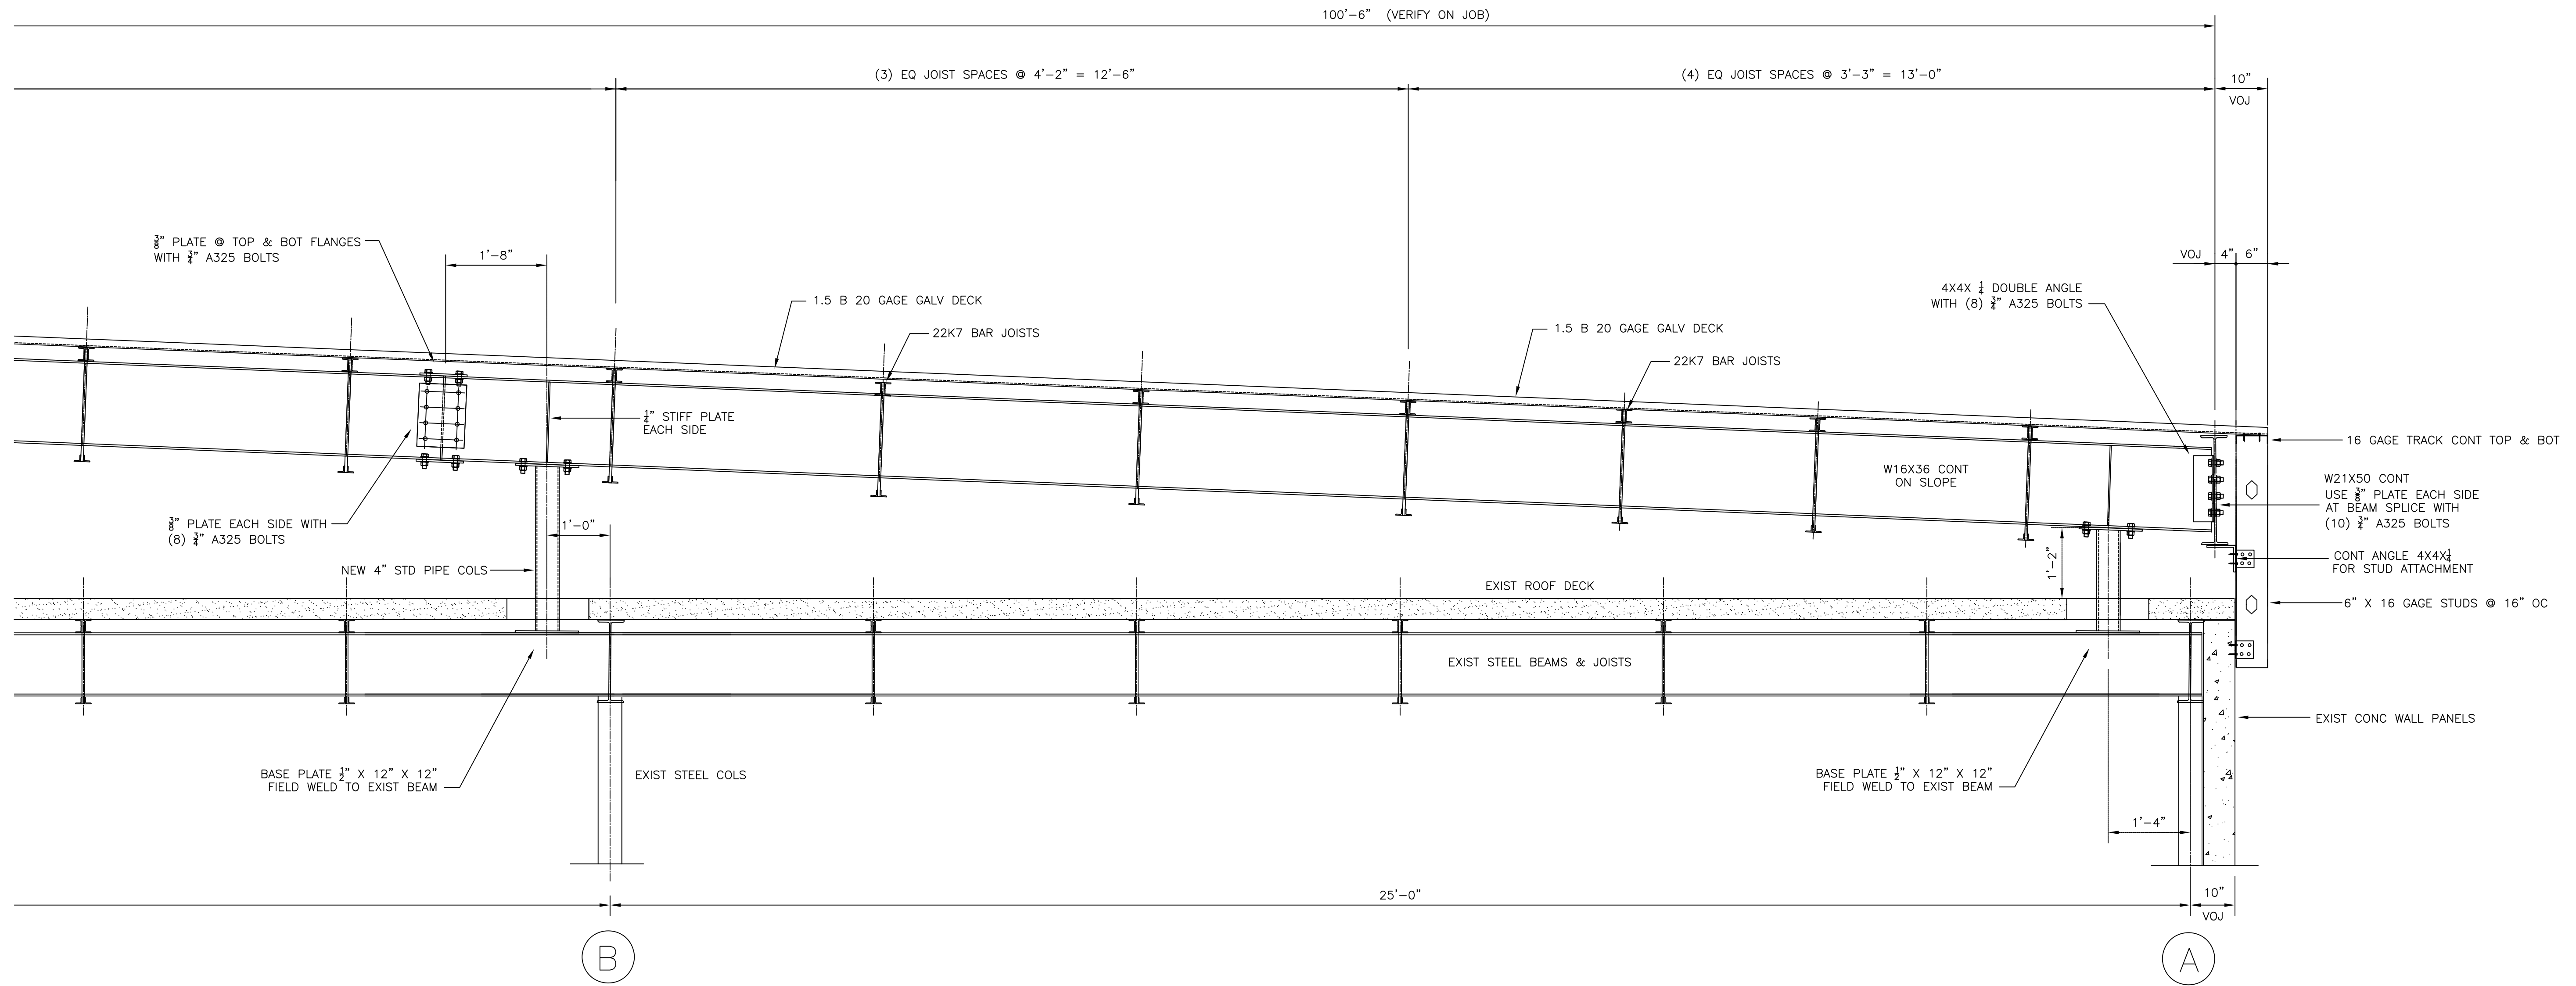 100'-6" (VERIFY ON JOB)
(3) EQ JOIST SPACES @ 4'-2" = 12'-6"
(4) EQ JOIST SPACES @ 3'-3" = 13'-0"
10"
VOJ
3/8" PLATE @ TOP & BOT FLANGES
WITH 3/4" A325 BOLTS
1'-8"
VOJ 4" 6"
1.5 B 20 GAGE GALV DECK
22K7 BAR JOISTS
4X4X 1/4 DOUBLE ANGLE
WITH (8) 3/4" A325 BOLTS
1.5 B 20 GAGE GALV DECK
22K7 BAR JOISTS
1/4" STIFF PLATE
EACH SIDE
16 GAGE TRACK CONT TOP & BOT
W16X36 CONT
ON SLOPE
W21X50 CONT
USE 3/8" PLATE EACH SIDE
AT BEAM SPLICE WITH
(10) 3/4" A325 BOLTS
3/8" PLATE EACH SIDE WITH
(8) 3/4" A325 BOLTS
1'-0"
NEW 4" STD PIPE COLS
1'-2"
CONT ANGLE 4X4X1/4
FOR STUD ATTACHMENT
EXIST ROOF DECK
6" X 16 GAGE STUDS @ 16" OC
EXIST STEEL BEAMS & JOISTS
EXIST CONC WALL PANELS
BASE PLATE 1/2" X 12" X 12"
FIELD WELD TO EXIST BEAM
EXIST STEEL COLS
BASE PLATE 1/2" X 12" X 12"
FIELD WELD TO EXIST BEAM
1'-4"
25'-0"
10"
VOJ
B
A